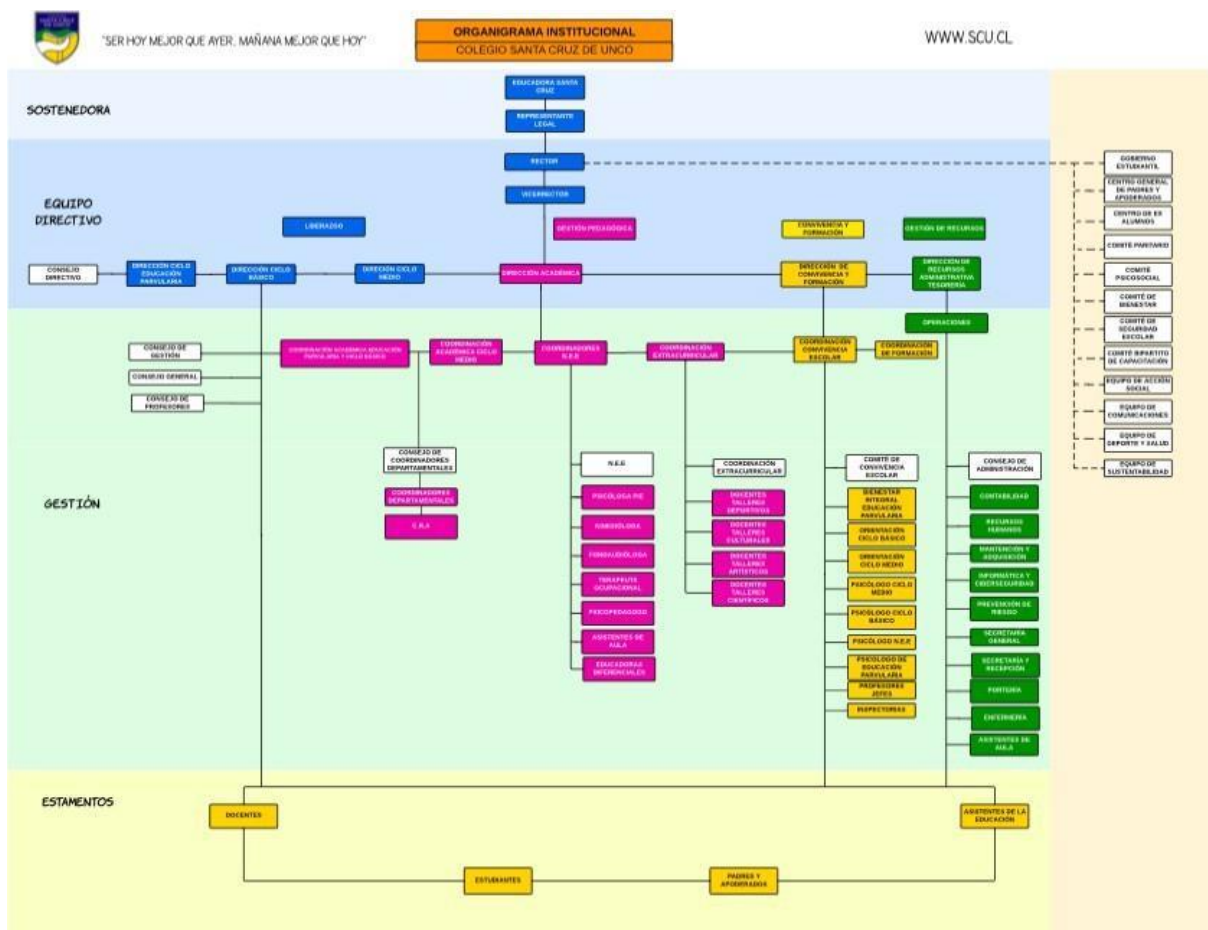 "SER HOY MEJOR QUE AYER, MAÑANA MEJOR QUE HOY"
ORGANIGRAMA INSTITUCIONAL
COLEGIO SANTA CRUZ DE UNCO
WWW.SCU.CL
SOSTENEDORA
EDUCADORA SANTA
CRUZ
REPRESENTANTE
LEGAL
EQUIPO
DIRECTIVO
RECTOR
VICERRECTOR
LIDERAZGO
GESTIÓN PEDAGÓGICA
CONVIVENCIA Y
FORMACIÓN
GESTIÓN DE RECURSOS
CONSEJO
DIRECTIVO
DIRECCIÓN CICLO
EDUCACIÓN
PARVULARIA
DIRECCIÓN CICLO
BÁSICO
DIRECIÓN CICLO
MEDIO
DIRECCIÓN ACADÉMICA
DIRECCIÓN DE
CONVIVENCIA Y
FORMACIÓN
DIRECCIÓN DE
RECURSOS
ADMINISTRATIVA
TESORERÍA
OPERACIONES
GESTIÓN
CONSEJO DE
GESTIÓN
CONSEJO GENERAL
CONSEJO DE
PROFESORES
COORDINACIÓN ACADÉMICA EDUCACIÓN
PARVULARIA Y CICLO BÁSICO
COORDINACIÓN
ACADÉMICA CICLO
MEDIO
COORDINADORES
N.E.E
COORDINACIÓN
EXTRACURRICULAR
COORDINACIÓN
CONVIVENCIA
ESCOLAR
COORDINACIÓN
DE FORMACIÓN
CONSEJO DE
COORDINADORES
DEPARTAMENTALES
COORDINADORES
DEPARTAMENTALES
C.R.A
N.E.E
PSICÓLOGA PIE
KINESIÓLOGA
FONOAUDIÓLOGA
TERAPEUTA
OCUPACIONAL
PSICOPEDAGOGO
ASISTENTES DE
AULA
EDUCADORAS
DIFERENCIALES
COORDINACIÓN
EXTRACURRICULAR
DOCENTES
TALLERES
DEPORTIVOS
DOCENTES
TALLERES
CULTURALES
DOCENTES
TALLERES
ARTÍSTICOS
DOCENTES
TALLERES
CIENTÍFICOS
COMITÉ DE
CONVIVENCIA
ESCOLAR
BIENESTAR
INTEGRAL
EDUCACIÓN
PARVULARIA
ORIENTACIÓN
CICLO BÁSICO
ORIENTACIÓN
CICLO MEDIO
PSICÓLOGO CICLO
MEDIO
PSICÓLOGO CICLO
BÁSICO
PSICÓLOGO N.E.E
PSICÓLOGO DE
EDUCACIÓN
PARVULARIA
PROFESORES
JEFES
INSPECTORIAS
CONSEJO DE
ADMINISTRACIÓN
CONTABILIDAD
RECURSOS
HUMANOS
MANTENCIÓN Y
ADQUISICIÓN
INFORMÁTICA Y
CIBERSEGURIDAD
PREVENCIÓN DE
RIESGO
SECRETARÍA
GENERAL
SECRETARÍA Y
RECEPCIÓN
PORTERÍA
ENFERMERÍA
ASISTENTES DE
AULA
GOBIERNO
ESTUDIANTIL
CENTRO GENERAL
DE PADRES Y
APODERADOS
CENTRO DE EX
ALUMNOS
COMITÉ PARITARIO
COMITÉ
PSICOSOCIAL
COMITÉ DE
BIENESTAR
COMITÉ DE
SEGURIDAD
ESCOLAR
COMITÉ BIPARTITO
DE CAPACITACIÓN
EQUIPO DE ACCIÓN
SOCIAL
EQUIPO DE
COMUNICACIONES
EQUIPO DE
DEPORTE Y SALUD
EQUIPO DE
SUSTENTABILIDAD
ESTAMENTOS
DOCENTES
ASISTENTES DE LA
EDUCACIÓN
ESTUDIANTES
PADRES Y
APODERADOS